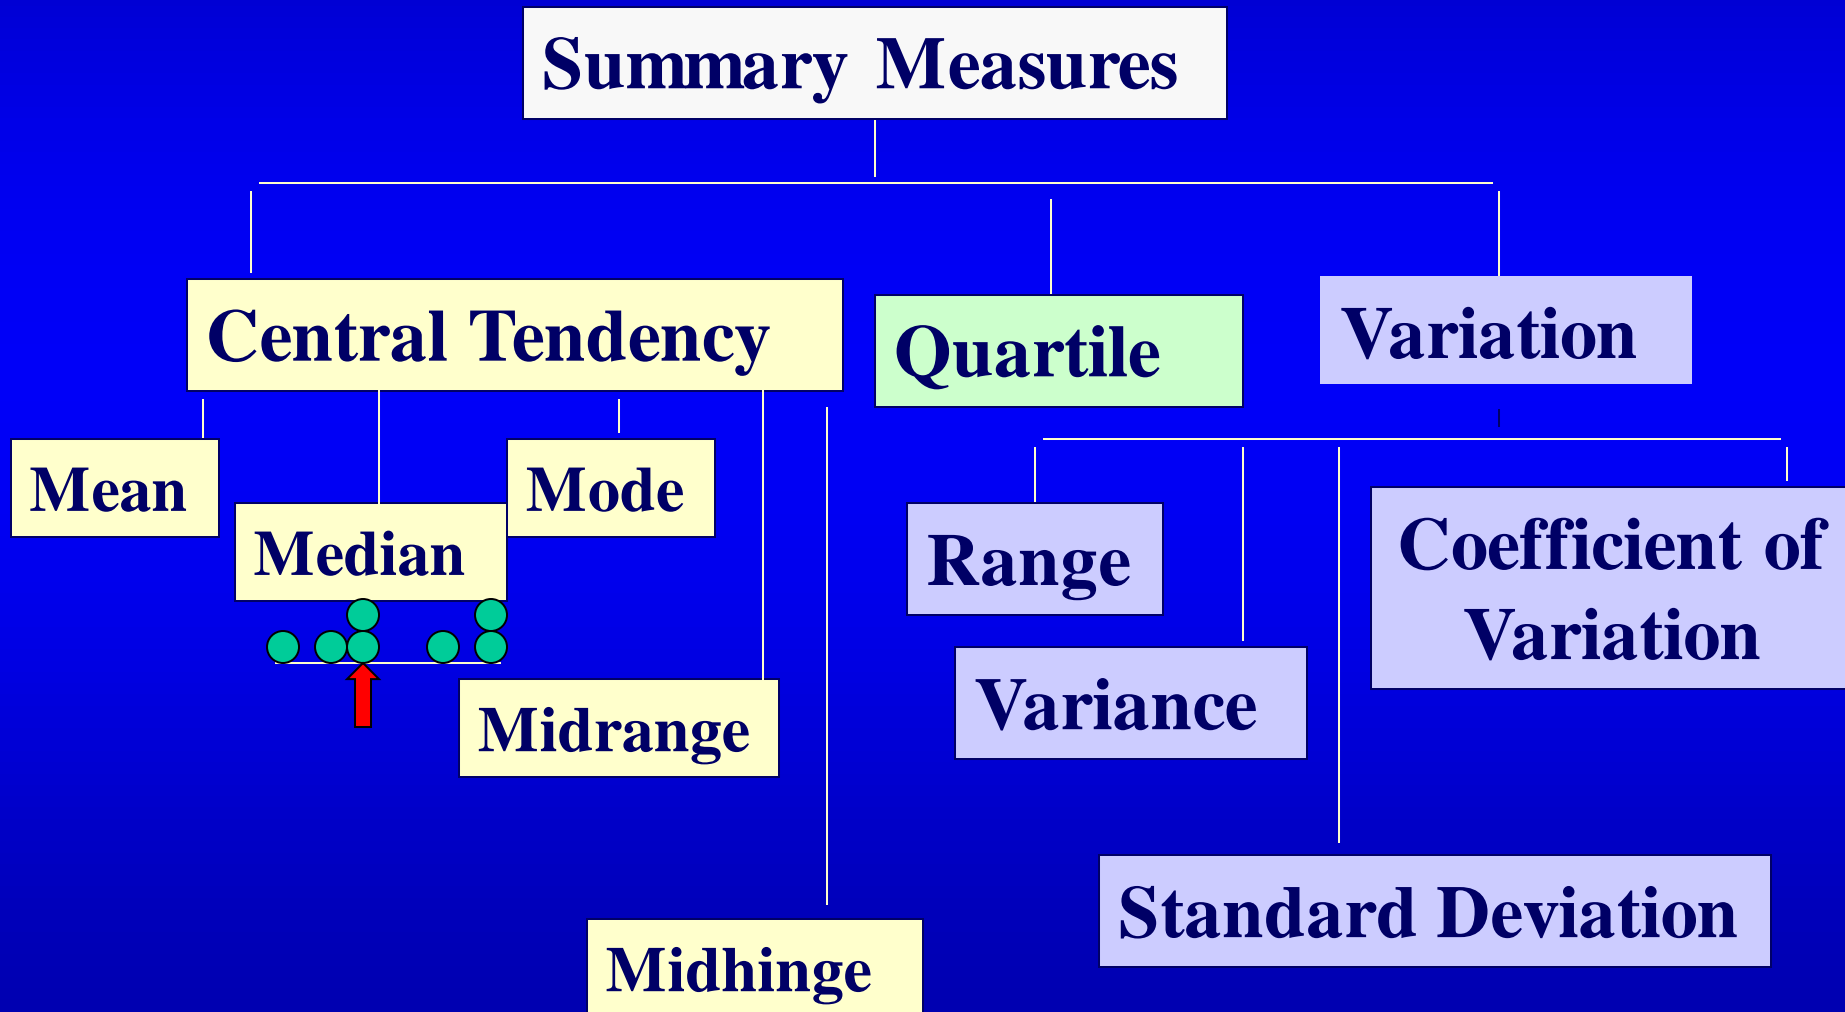 Summary Measures
Central Tendency
Quartile
Variation
Mean
Median
Mode
Midrange
Midhinge
Range
Variance
Standard Deviation
Coefficient of
Variation